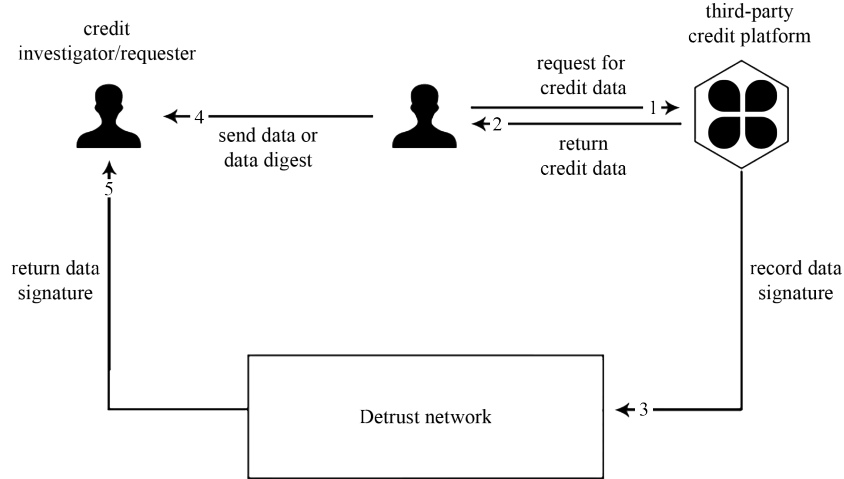 credit
investigator/requester
third-party
credit platform
request for
credit data
1
2
return
credit data
4
send data or
data digest
5
return data
signature
record data
signature
3
Detrust network